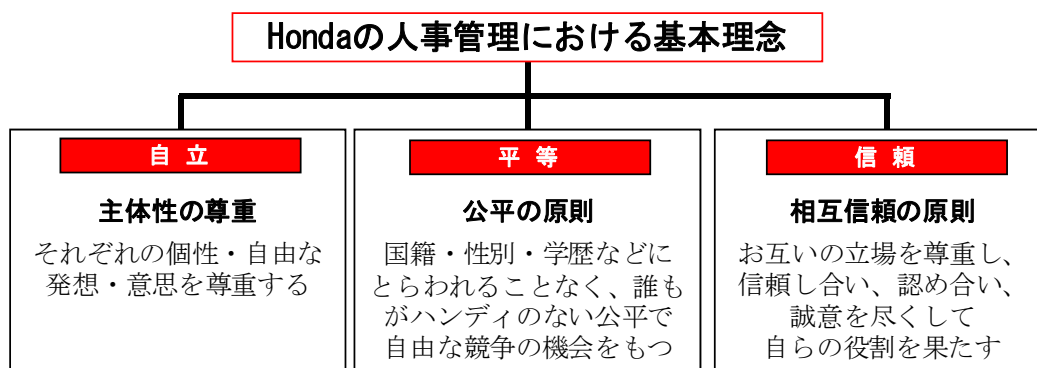 Hondaの人事管理における基本理念
自立
主体性の尊重
それぞれの個性・自由な
発想・意思を尊重する
平等
公平の原則
国籍・性別・学歴などに
とらわれることなく、誰も
がハンディのない公平で
自由な競争の機会をもつ
信頼
相互信頼の原則
お互いの立場を尊重し、
信頼し合い、認め合い、
誠意を尽くして
自らの役割を果たす